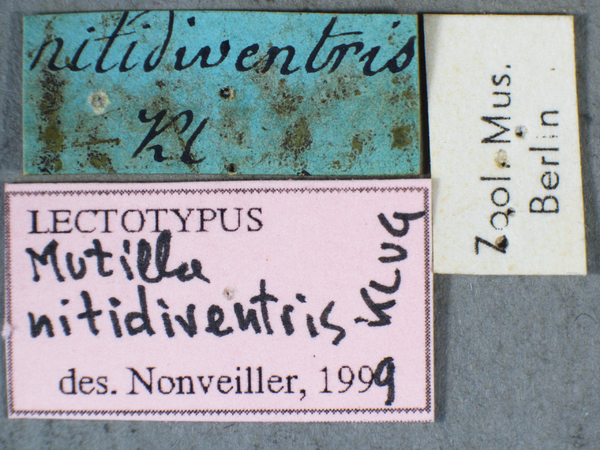 nitidiventris
Kl
Zool. Mus.
Berlin
LECTOTYPUS
Mutilla
nitidiventris KLUG
des. Nonveiller, 1999